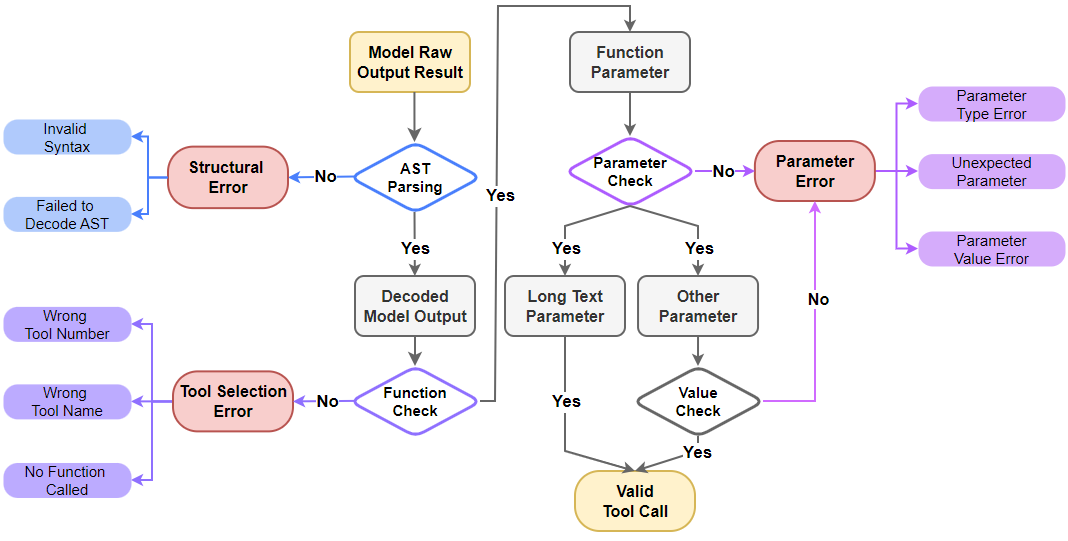 Model Raw
Output Result
Function
Parameter
Parameter
Type Error
Invalid
Syntax
AST
Parsing
No
Structural
Error
Yes
Parameter
Check
No
Parameter
Error
Unexpected
Parameter
Failed to
Decode AST
Yes
Yes
Yes
Parameter
Value Error
Decoded
Model Output
Long Text
Parameter
Other
Parameter
No
Wrong
Tool Number
Function
Check
No
Tool Selection
Error
Wrong
Tool Name
Yes
Value
Check
Yes
No Function
Called
Valid
Tool Call